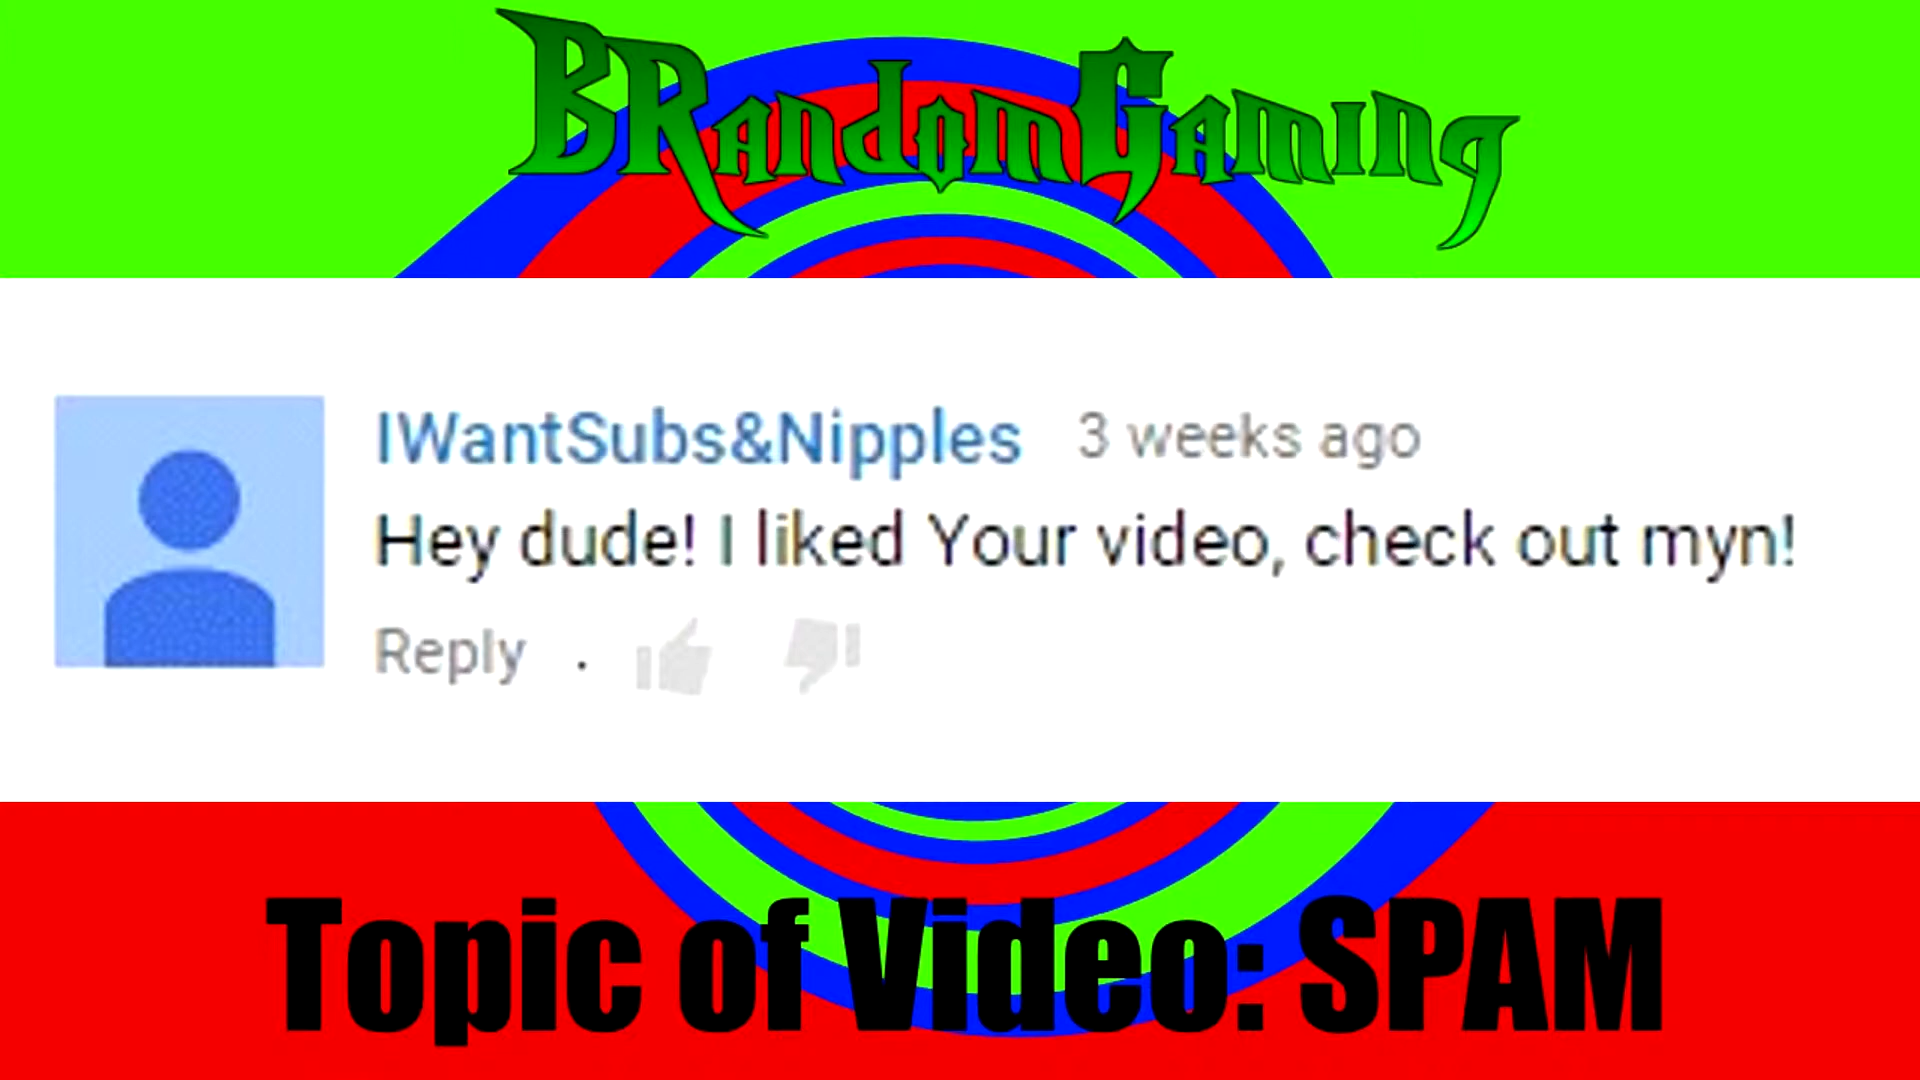 BRandomGaming
IWantSubs&Nipples 3 weeks ago
Hey dude! I liked Your video, check out myn!
Reply .
Topic of Video: SPAM